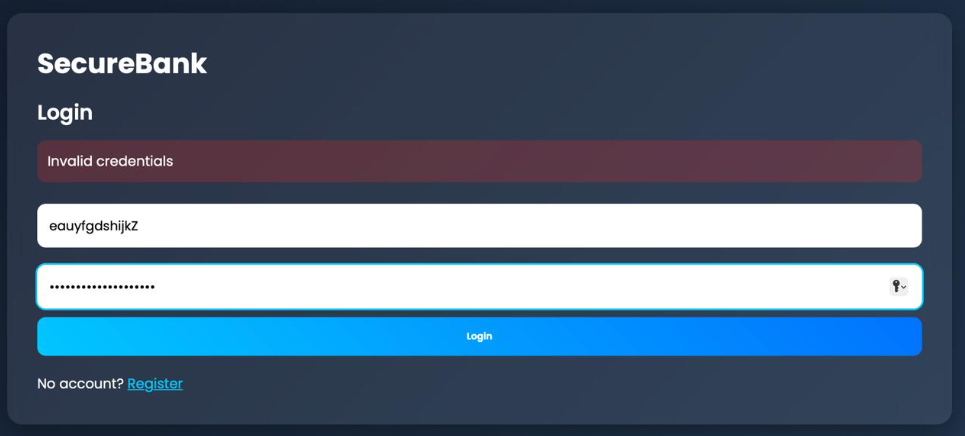 SecureBank
Login
Invalid credentials
eauyfgdshijkZ
••••••••••••••••••••
Login
No account? Register